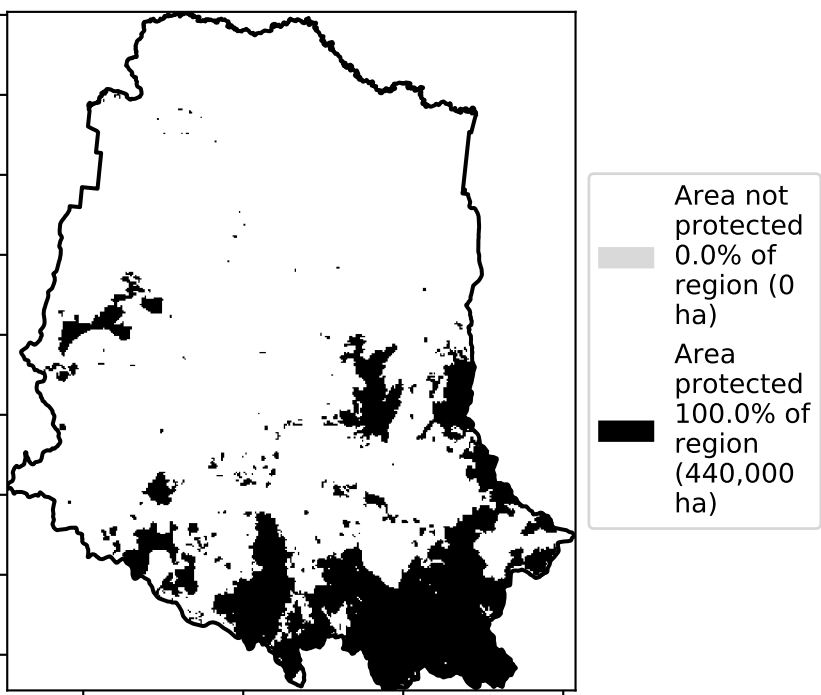 Area not
protected
0.0% of
region (0
ha)
Area
protected
100.0% of
region
(440,000
ha)